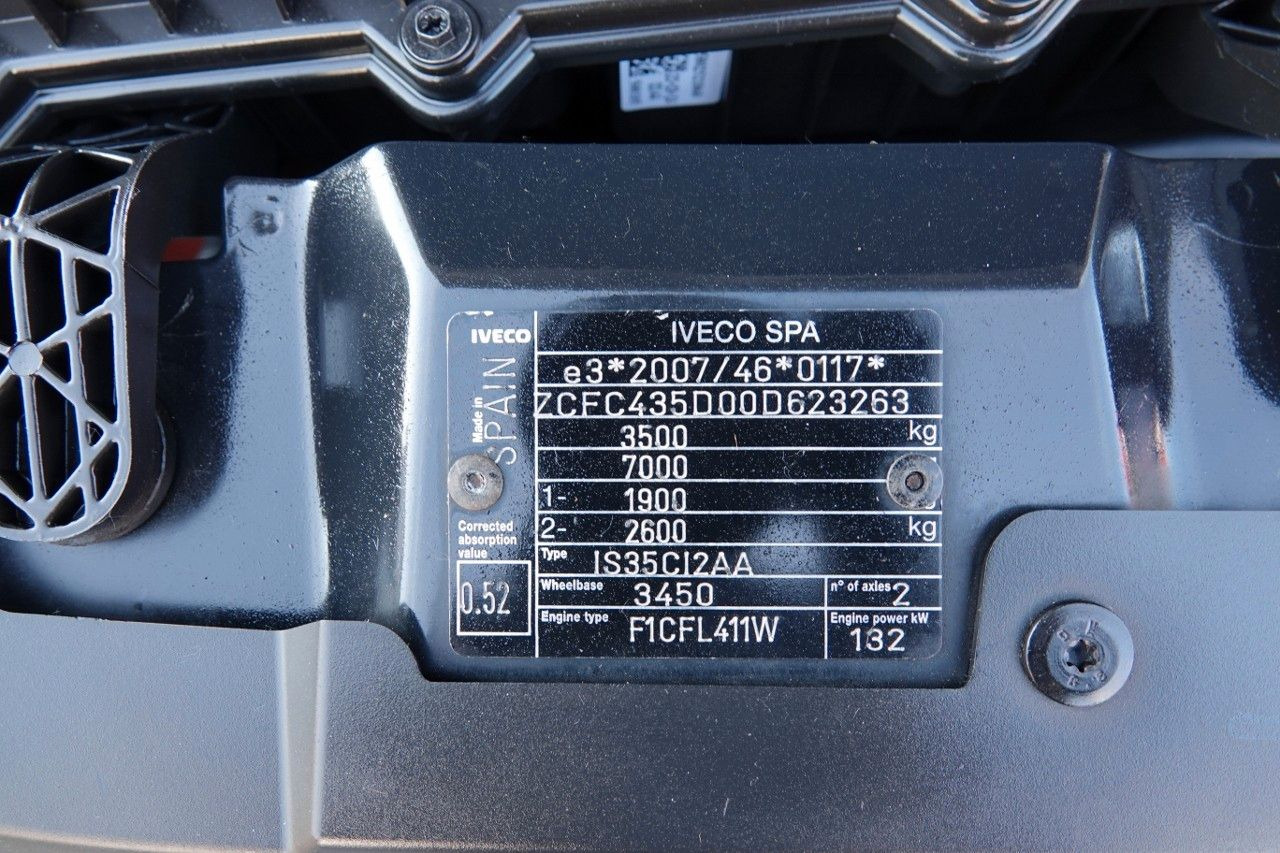 IVECO
IVECO SPA
Made in
SPAIN
e3*2007/46*0117*
ZCFC435D00D623263
3500 kg
7000
1- 1900
2- 2600 kg
Corrected
absorption
value
0.52
Type IS35CI2AA
Wheelbase 3450 n° of axles 2
Engine type F1CFL411W Engine power kW
132